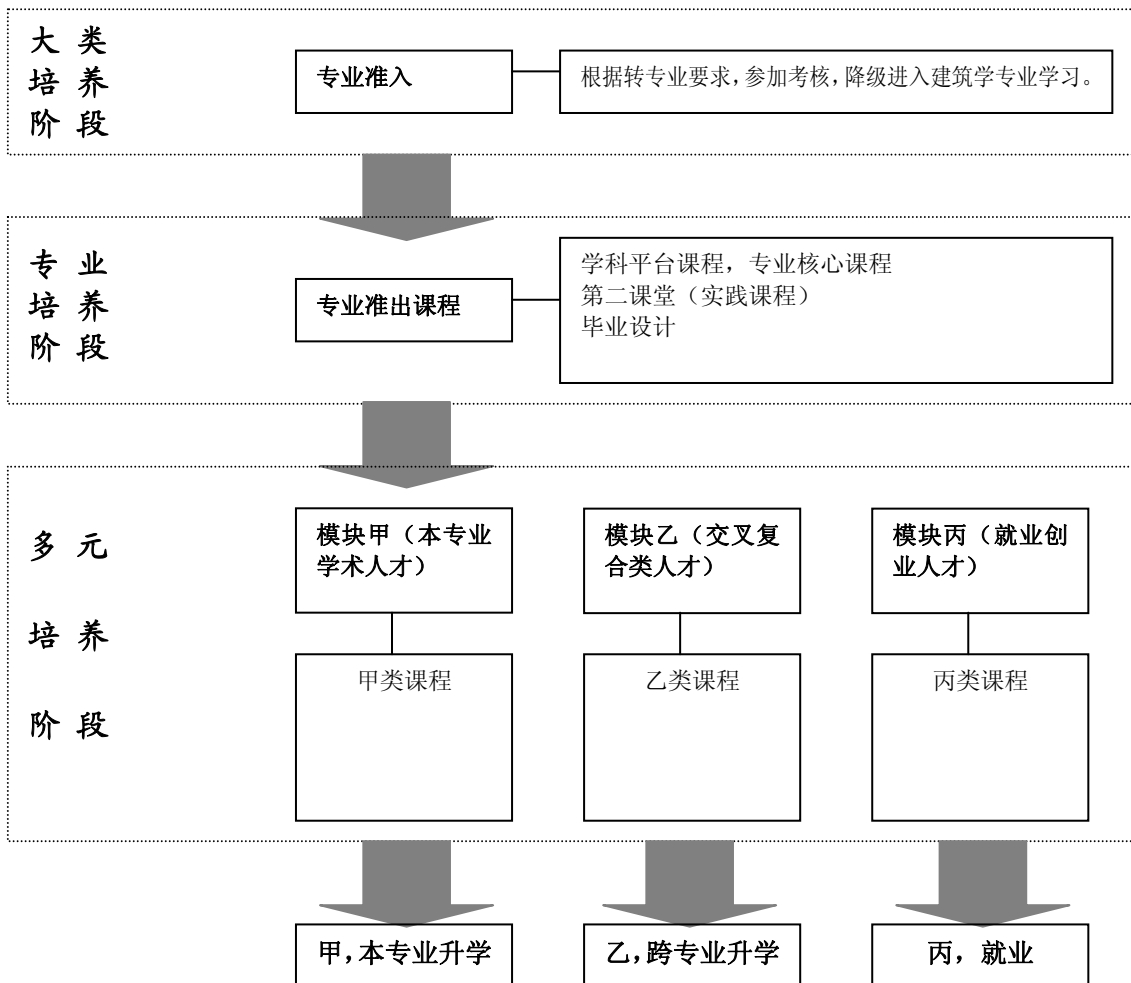 大 类
培 养
阶 段
专业准入
根据转专业要求，参加考核，降级进入建筑学专业学习。
专 业
培 养
阶 段
专业准出课程
学科平台课程，专业核心课程
第二课堂（实践课程）
毕业设计
多 元
培 养
阶 段
模块甲（本专业
学术人才）
模块乙（交叉复
合类人才）
模块丙（就业创
业人才）
甲类课程
乙类课程
丙类课程
甲，本专业升学
乙，跨专业升学
丙，就业